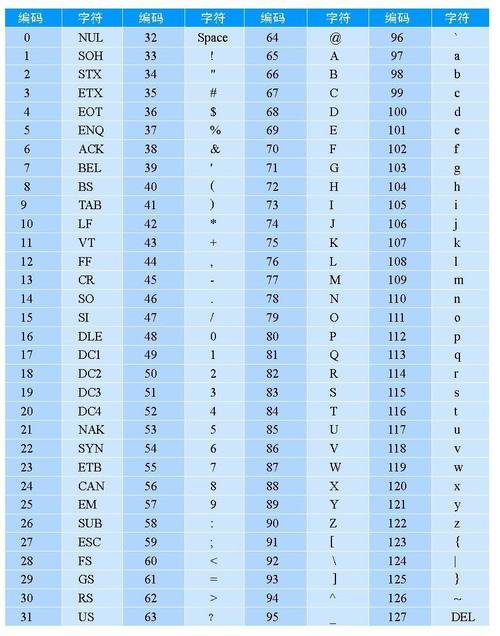 编码 字符 编码 字符 编码 字符 编码 字符
0 NUL 32 Space 64 @ 96 `
1 SOH 33 ! 65 A 97 a
2 STX 34 " 66 B 98 b
3 ETX 35 # 67 C 99 c
4 EOT 36 $ 68 D 100 d
5 ENQ 37 % 69 E 101 e
6 ACK 38 & 70 F 102 f
7 BEL 39 ' 71 G 103 g
8 BS 40 ( 72 H 104 h
9 TAB 41 ) 73 I 105 i
10 LF 42 * 74 J 106 j
11 VT 43 + 75 K 107 k
12 FF 44 , 76 L 108 l
13 CR 45 - 77 M 109 m
14 SO 46 . 78 N 110 n
15 SI 47 / 79 O 111 o
16 DLE 48 0 80 P 112 p
17 DC1 49 1 81 Q 113 q
18 DC2 50 2 82 R 114 r
19 DC3 51 3 83 S 115 s
20 DC4 52 4 84 T 116 t
21 NAK 53 5 85 U 117 u
22 SYN 54 6 86 V 118 v
23 ETB 55 7 87 W 119 w
24 CAN 56 8 88 X 120 x
25 EM 57 9 89 Y 121 y
26 SUB 58 : 90 Z 122 z
27 ESC 59 ; 91 [ 123 {
28 FS 60 < 92 \ 124 |
29 GS 61 = 93 ] 125 }
30 RS 62 > 94 ^ 126 ~
31 US 63 ? 95 _ 127 DEL